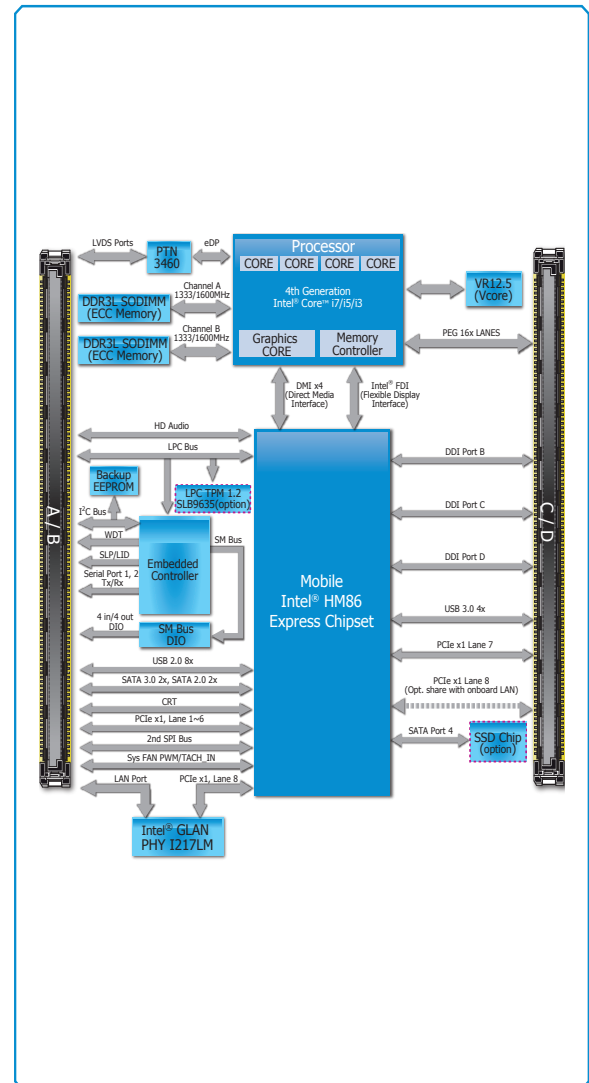 LVDS Ports
PTN
3460
eDP
Processor
CORE CORE CORE CORE
4th Generation
Intel® Core™ i7/i5/i3
Graphics
CORE
Memory
Controller
VR12.5
(Vcore)
DDR3L SODIMM
(ECC Memory)
Channel A
1333/1600MHz
DDR3L SODIMM
(ECC Memory)
Channel B
1333/1600MHz
PEG 16x LANES
DMI x4
(Direct Media
Interface)
Intel® FDI
(Flexible Display
Interface)
HD Audio
LPC Bus
Backup
EEPROM
LPC TPM 1.2
SLB9635(option)
I²C Bus
WDT
SLP/LID
Serial Port 1, 2
Tx/Rx
Embedded
Controller
SM Bus
4 in/4 out
DIO
SM Bus
DIO
A / B
Mobile
Intel® HM86
Express Chipset
DDI Port B
DDI Port C
DDI Port D
USB 3.0 4x
PCIe x1 Lane 7
PCIe x1 Lane 8
(Opt. share with onboard LAN)
SATA Port 4
SSD Chip
(option)
C / D
USB 2.0 8x
SATA 3.0 2x, SATA 2.0 2x
CRT
PCIe x1, Lane 1~6
2nd SPI Bus
Sys FAN PWM/TACH_IN
LAN Port
PCIe x1, Lane 8
Intel® GLAN
PHY I217LM